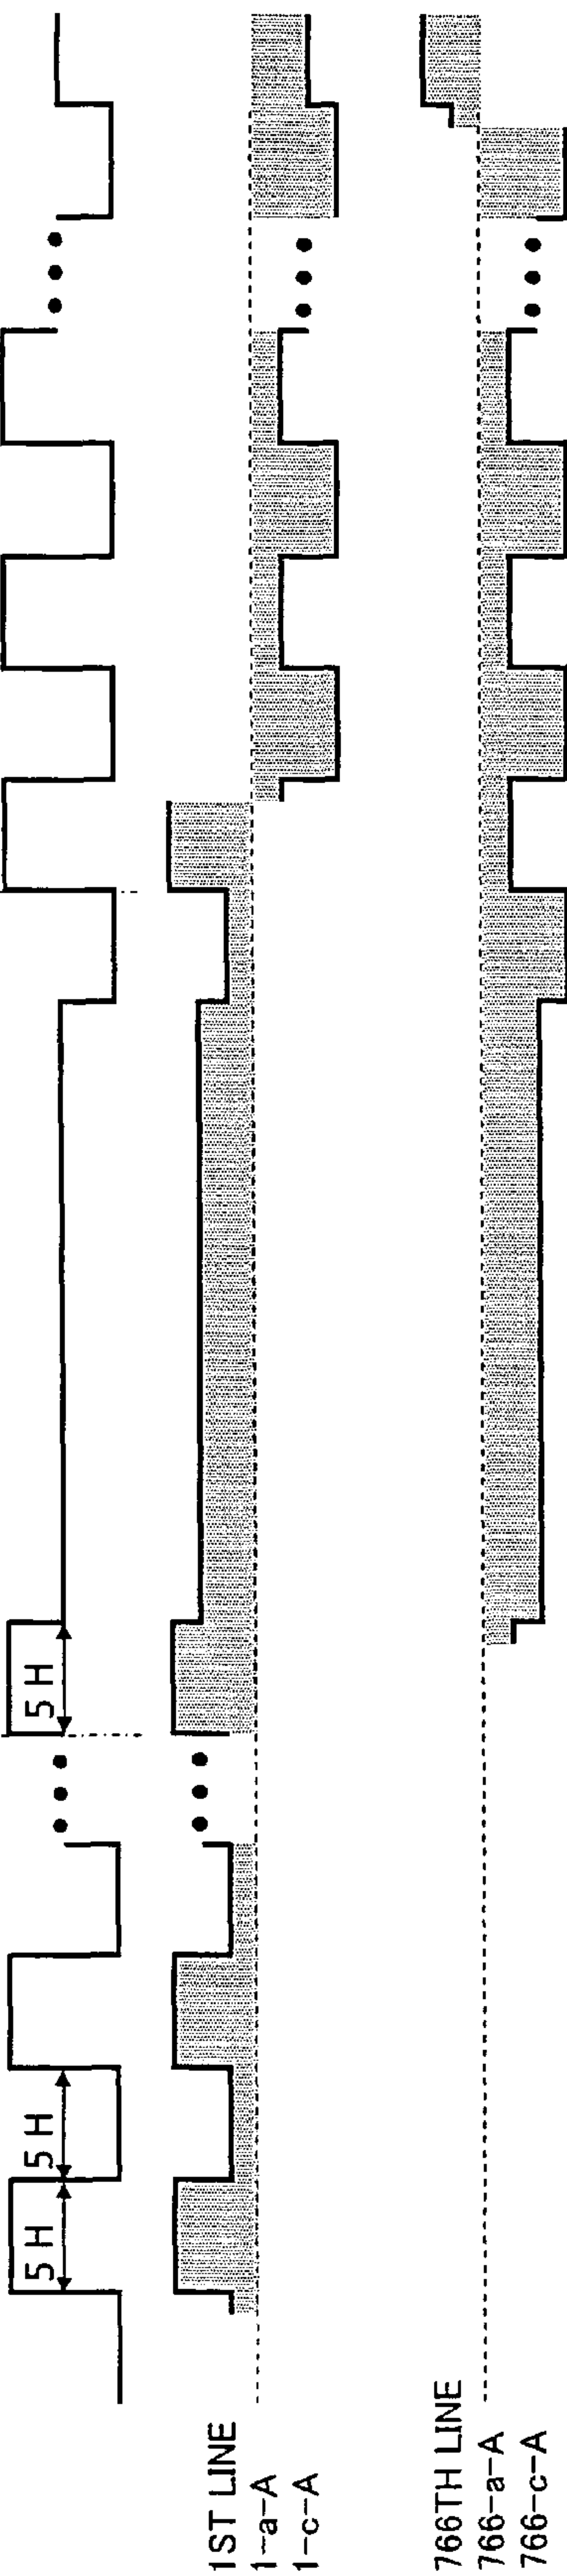 5 H
5 H
5 H
1ST LINE
1-a-A
1-c-A
766TH LINE
766-a-A
766-c-A